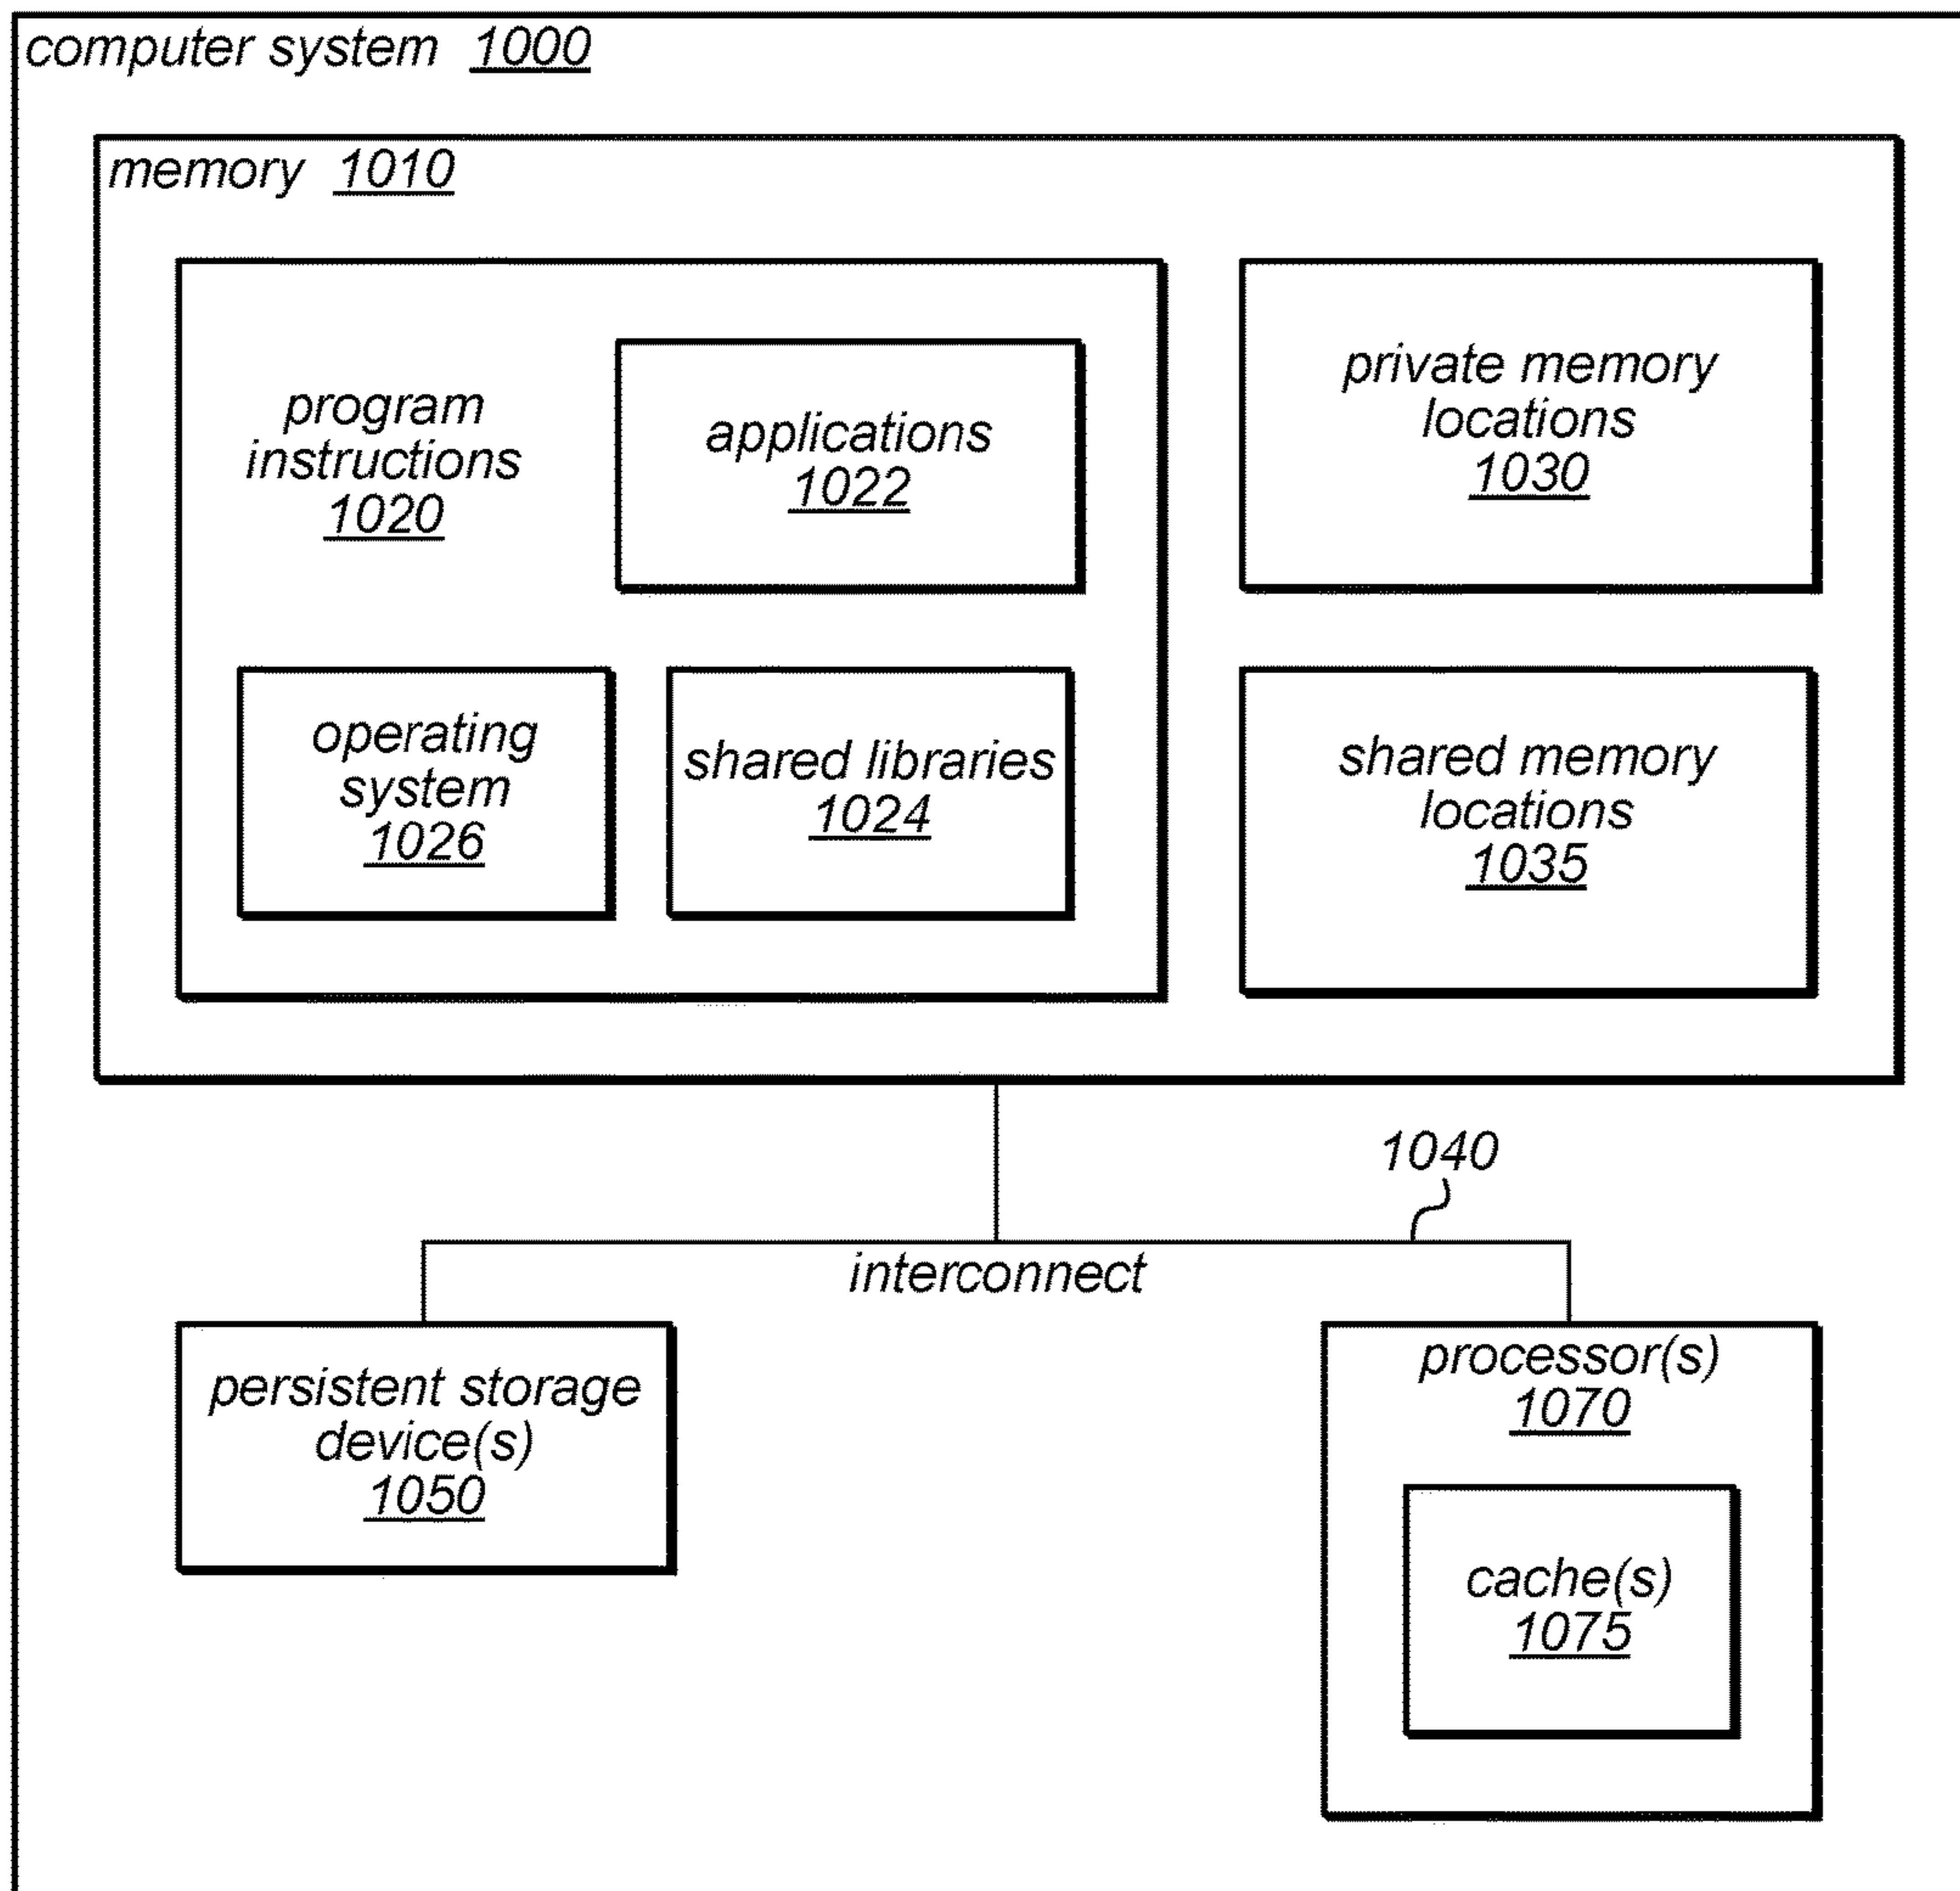 computer system 1000
memory 1010
program
instructions
1020
applications
1022
operating
system
1026
shared libraries
1024
private memory
locations
1030
shared memory
locations
1035
1040
interconnect
persistent storage
device(s)
1050
processor(s)
1070
cache(s)
1075